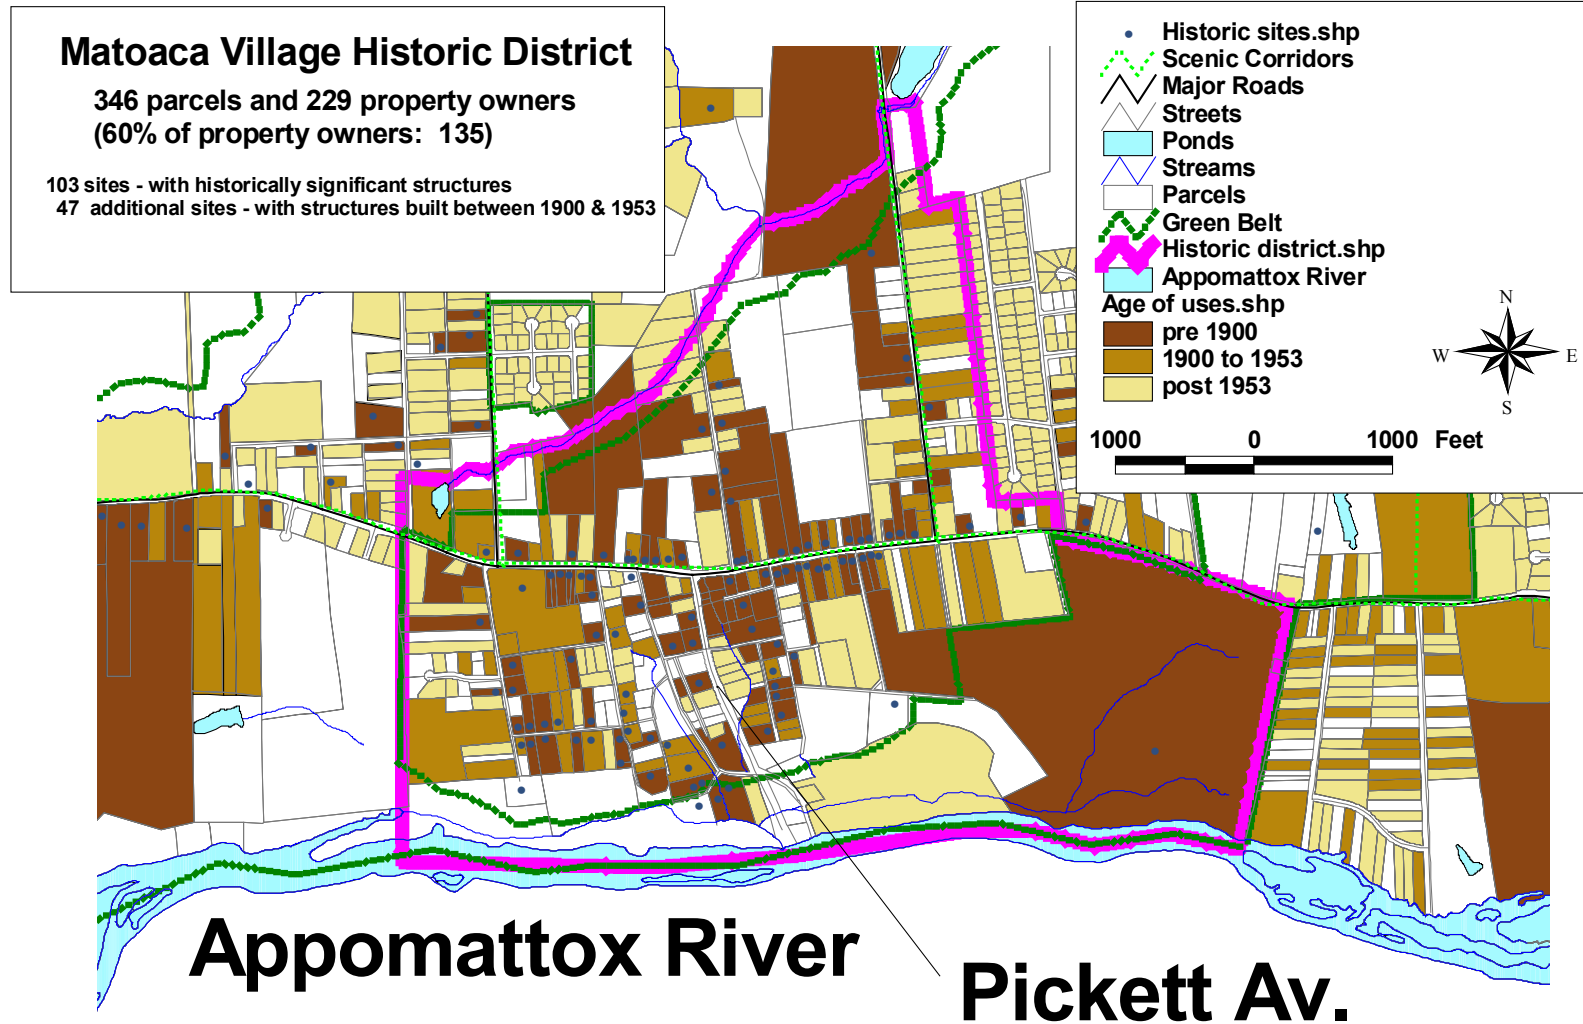 Matoaca Village Historic District
346 parcels and 229 property owners
(60% of property owners: 135)
103 sites - with historically significant structures
47 additional sites - with structures built between 1900 & 1953
Historic sites.shp
Scenic Corridors
Major Roads
Streets
Ponds
Streams
Parcels
Green Belt
Historic district.shp
Appomattox River
Age of uses.shp
pre 1900
1900 to 1953
post 1953
N
W E
S
1000 0 1000 Feet
Appomattox River
Pickett Av.